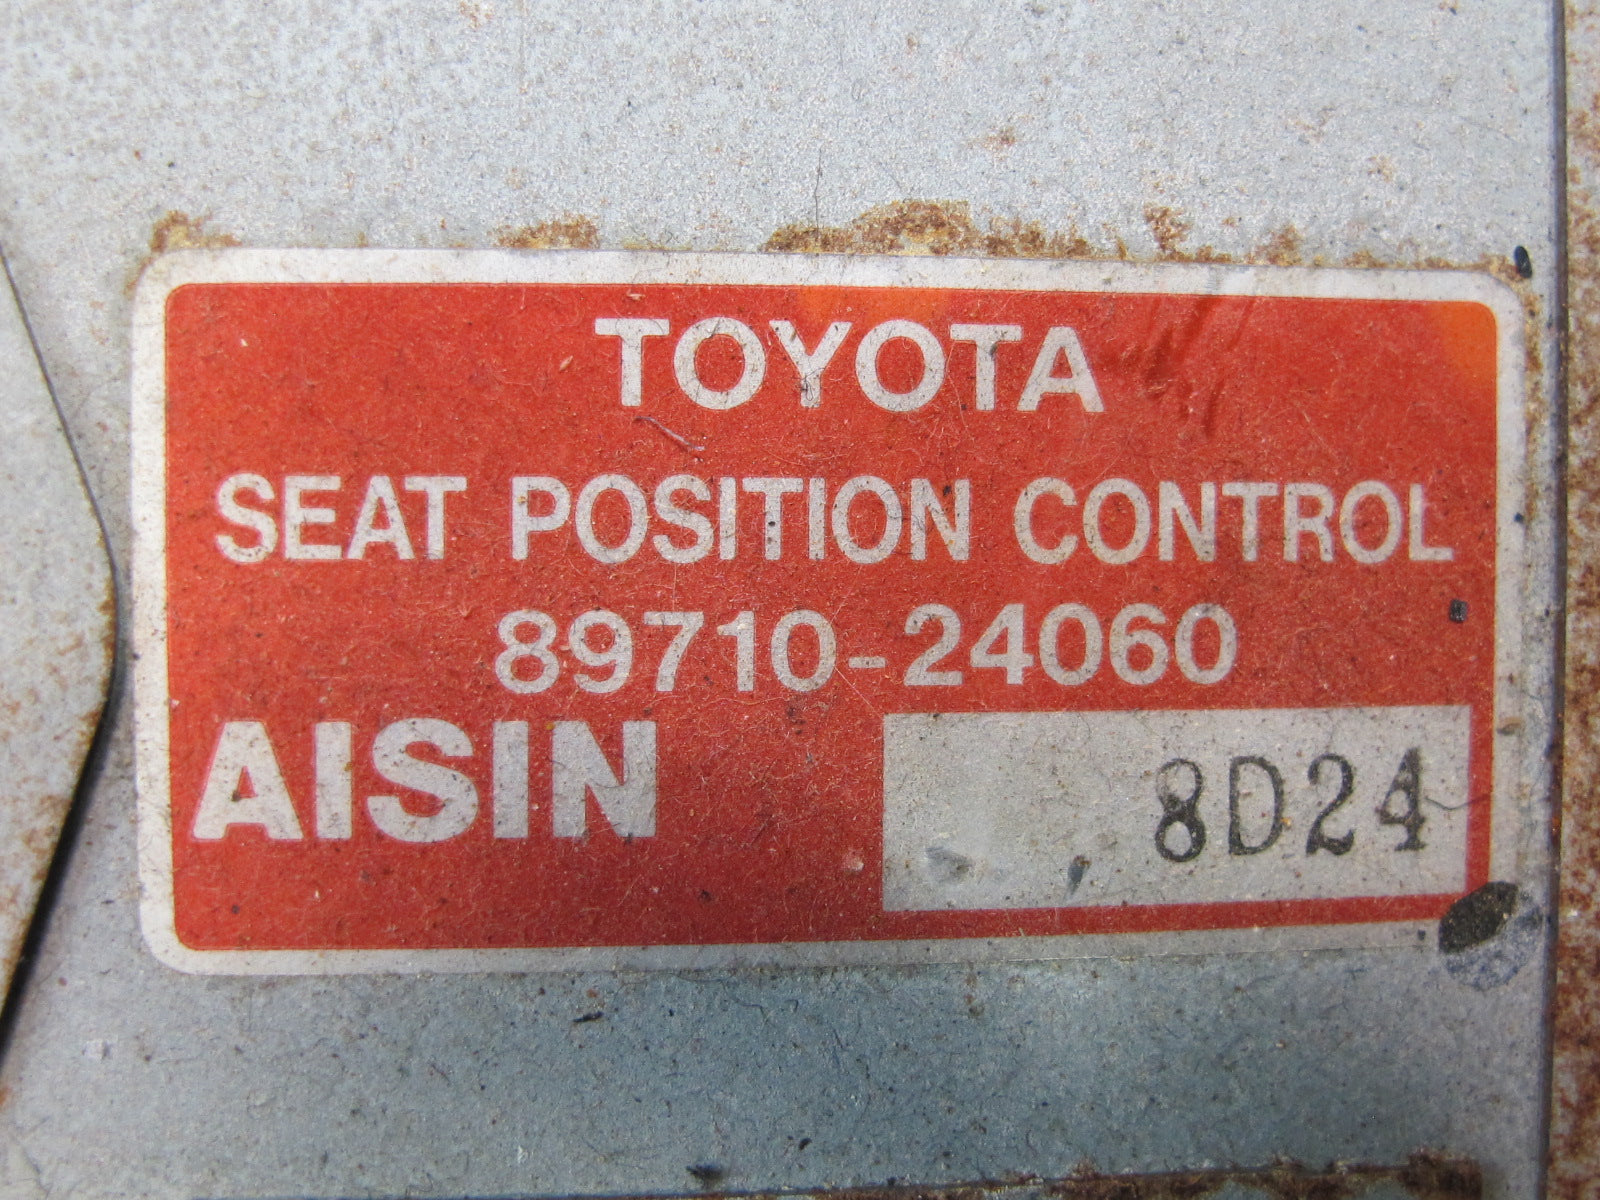 TOYOTA
SEAT POSITION CONTROL
89710-24060
AISIN
8D24